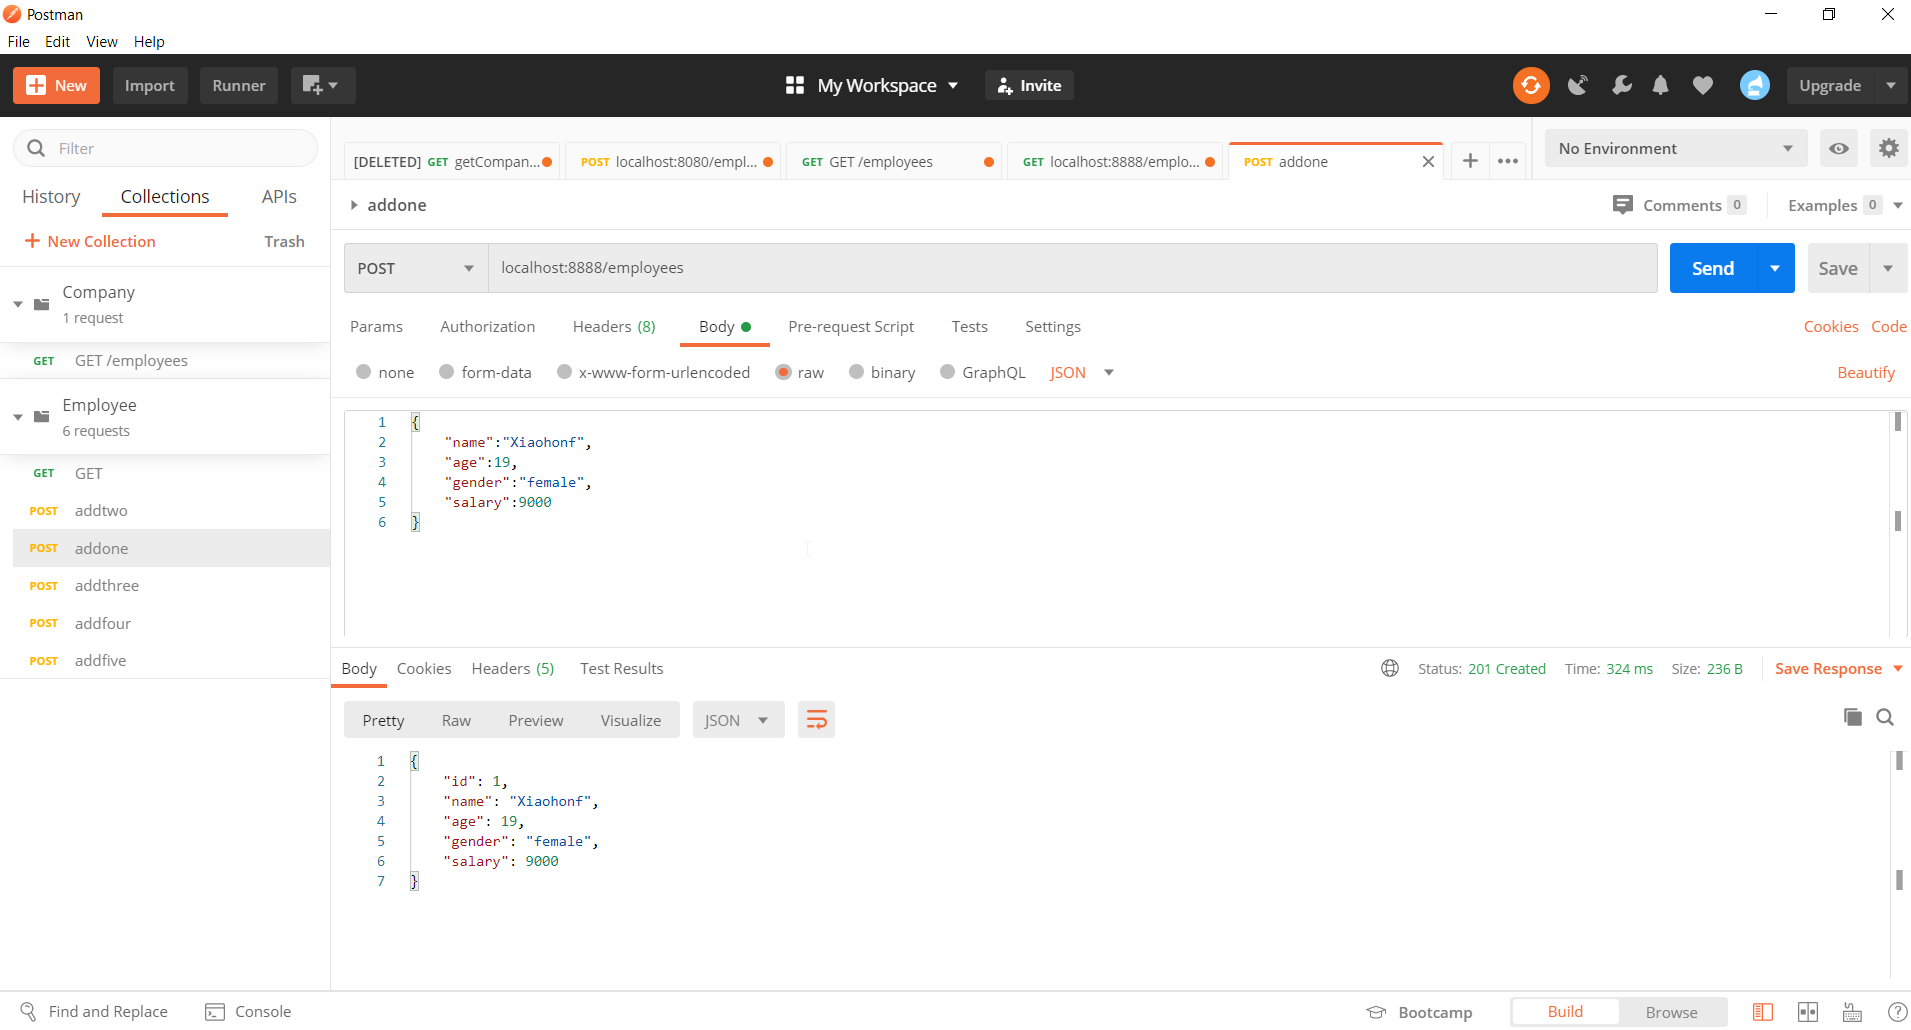 Postman
File Edit View Help
New Import Runner My Workspace Invite Upgrade
Filter
History Collections APIs
New Collection Trash
Company
1 request
GET GET /employees
Employee
6 requests
GET GET
POST addtwo
POST addone
POST addthree
POST addfour
POST addfive
[DELETED] GET getCompan... POST localhost:8080/empl... GET GET /employees GET localhost:8888/emplo... POST addone
No Environment
addone Comments 0 Examples 0
POST localhost:8888/employees Send Save
Params Authorization Headers (8) Body Pre-request Script Tests Settings Cookies Code
none form-data x-www-form-urlencoded raw binary GraphQL JSON Beautify
1 {
2 "name":"Xiaohonf",
3 "age":19,
4 "gender":"female",
5 "salary":9000
6 }
Body Cookies Headers (5) Test Results Status: 201 Created Time: 324 ms Size: 236 B Save Response
Pretty Raw Preview Visualize JSON
1 {
2 "id": 1,
3 "name": "Xiaohonf",
4 "age": 19,
5 "gender": "female",
6 "salary": 9000
7 }
Find and Replace Console Bootcamp Build Browse